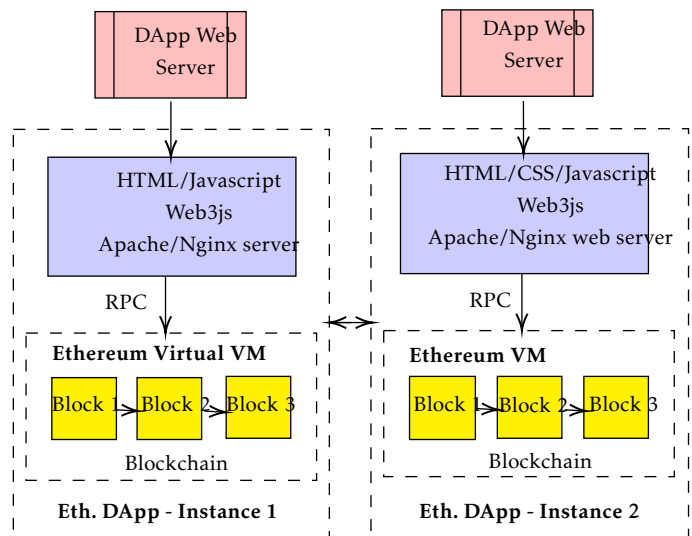 DApp Web
Server
DApp Web
Server
HTML/Javascript
Web3js
Apache/Nginx server
HTML/CSS/Javascript
Web3js
Apache/Nginx web server
RPC
RPC
Ethereum Virtual VM
Block 1
Block 2
Block 3
Blockchain
Ethereum VM
Block 1
Block 2
Block 3
Blockchain
Eth. DApp - Instance 1
Eth. DApp - Instance 2